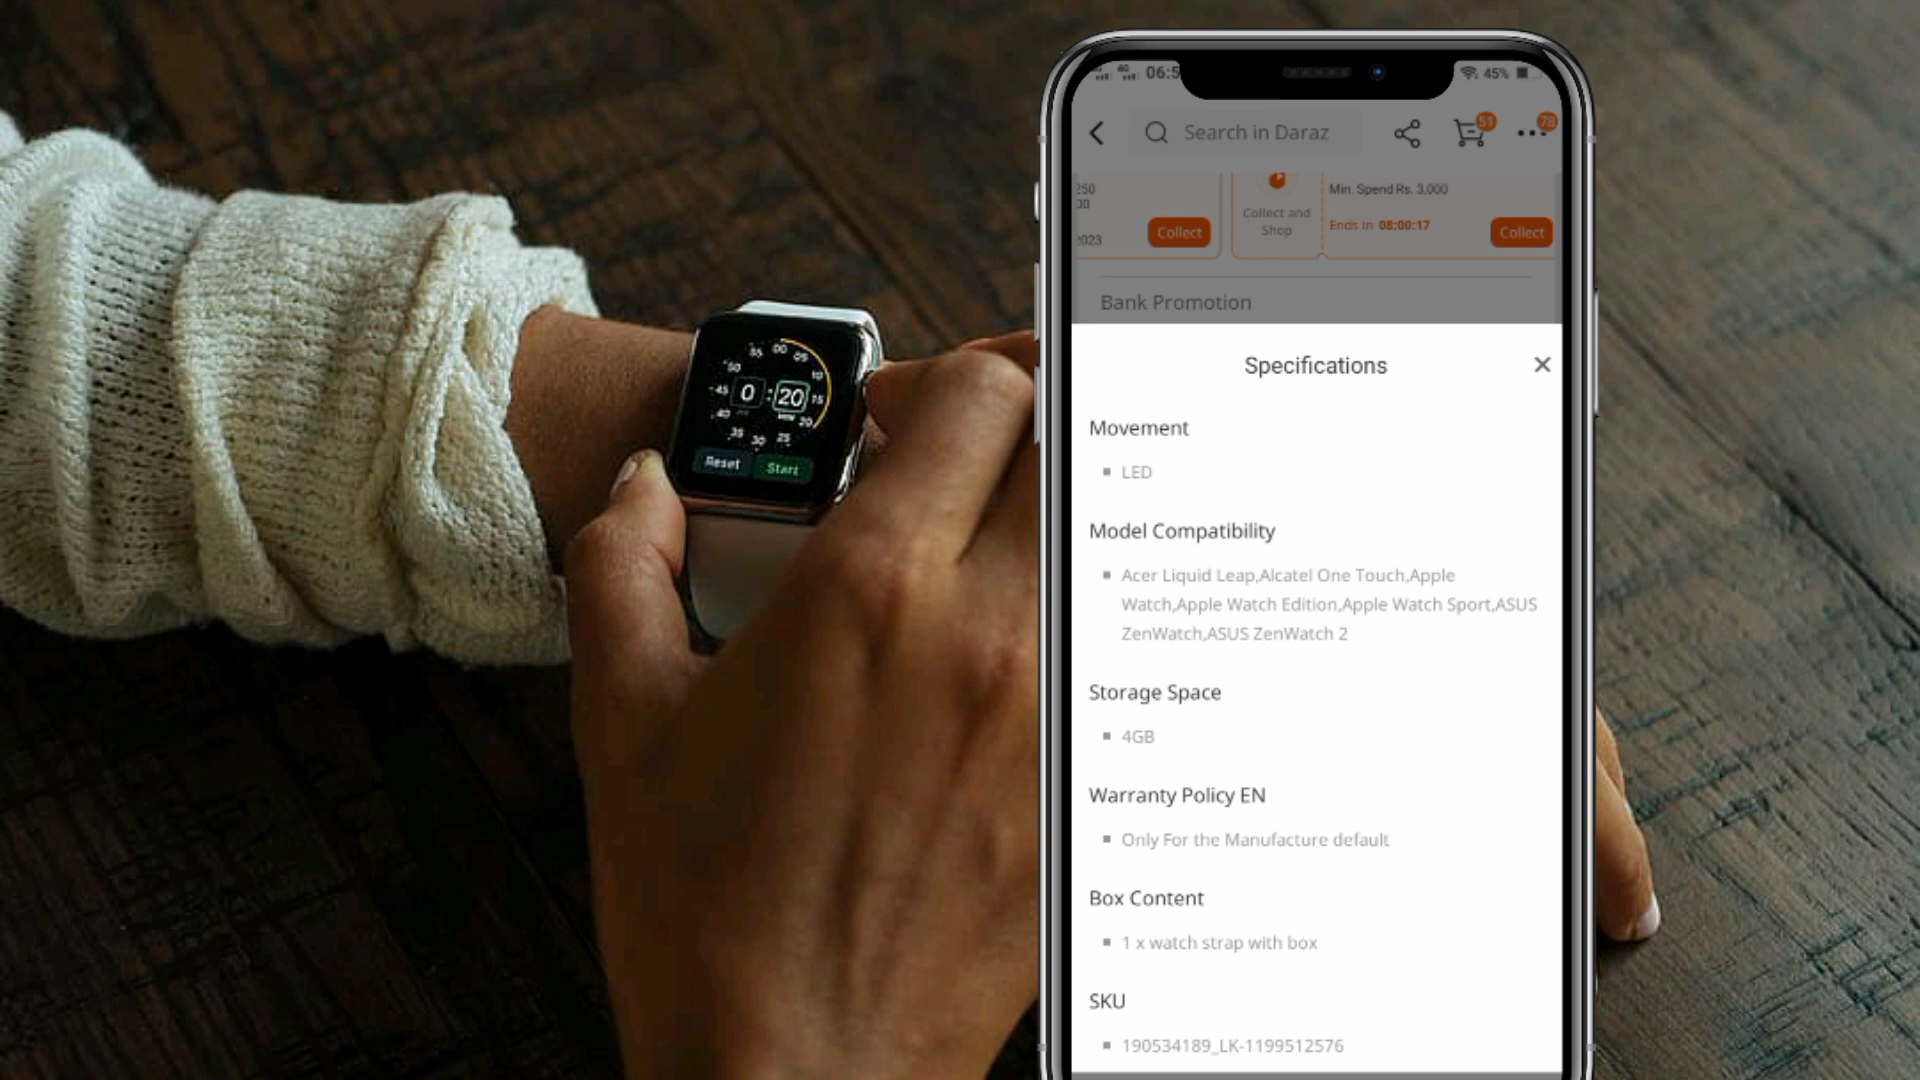 00
05
10
15
20
25
30
35
40
45
50
55
0 : 20
Reset Start
4G 06:5 45%
Search in Daraz 51 78
250
Min. Spend Rs. 3,000
Collect and
Shop
Ends in 08:00:17
2023 Collect Collect
Bank Promotion
Specifications
Movement
LED
Model Compatibility
Acer Liquid Leap,Alcatel One Touch,Apple
Watch,Apple Watch Edition,Apple Watch Sport,ASUS
ZenWatch,ASUS ZenWatch 2
Storage Space
4GB
Warranty Policy EN
Only For the Manufacture default
Box Content
1 x watch strap with box
SKU
190534189_LK-1199512576